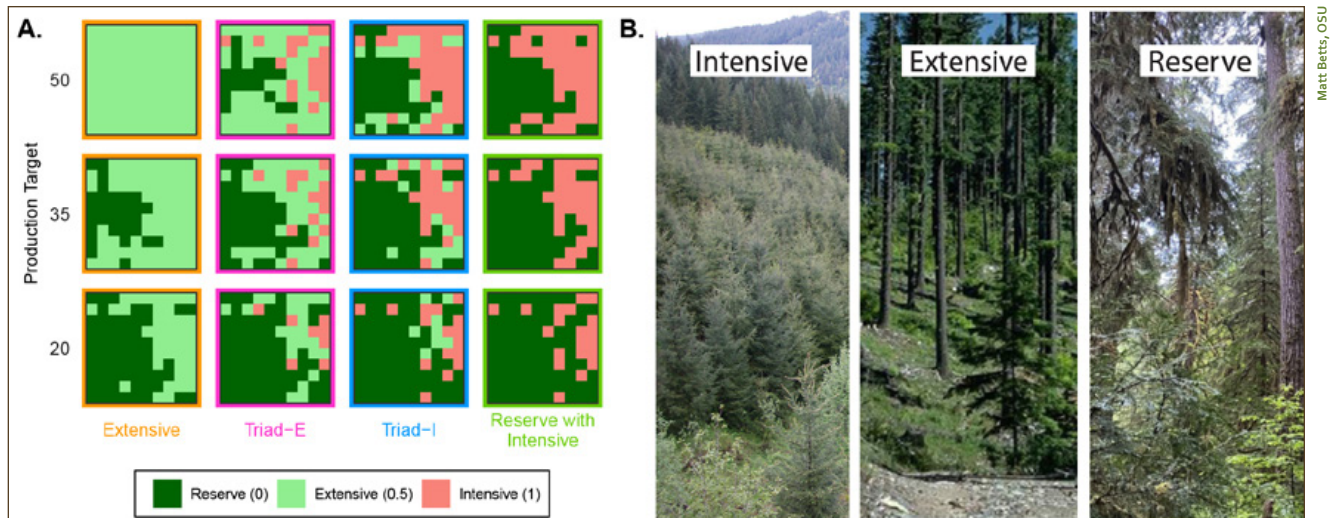 A.
50
35
20
Production Target
Extensive
Triad–E
Triad–I
Reserve with
Intensive
Reserve (0)
Extensive (0.5)
Intensive (1)
B.
Intensive
Extensive
Reserve
Matt Betts, OSU